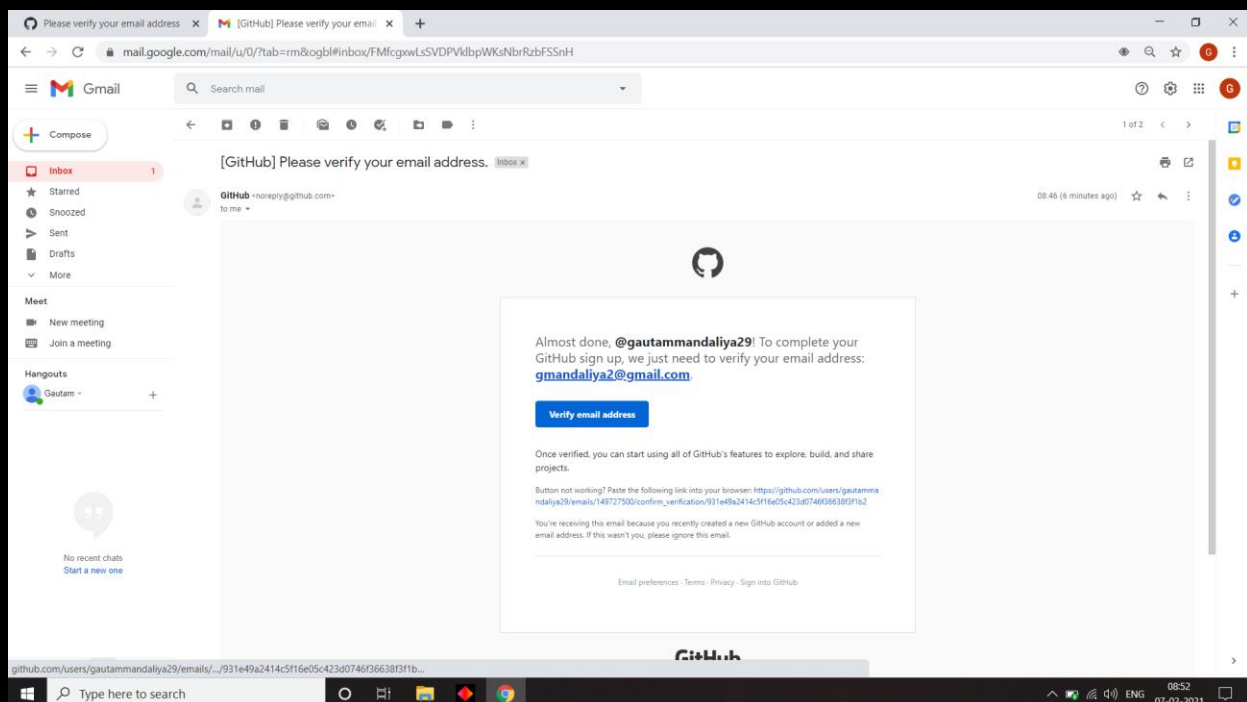 Please verify your email address
[GitHub] Please verify your email
mail.google.com/mail/u/0/?tab=rm&ogbl#inbox/FMfcgxwLsSVDPVkdbpWKsNbrRzbFSSnH
G
Gmail
Search mail
G
Compose
1 of 2
31
Inbox 1
Starred
Snoozed
Sent
Drafts
More
Meet
New meeting
Join a meeting
Hangouts
Gautam
No recent chats
Start a new one
[GitHub] Please verify your email address. Inbox x
GitHub <noreply@github.com>
to me
08:46 (6 minutes ago)
Almost done, @gautammandaliya29! To complete your
GitHub sign up, we just need to verify your email address:
gmandaliya2@gmail.com.
Verify email address
Once verified, you can start using all of GitHub's features to explore, build, and share
projects.
Button not working? Paste the following link into your browser: https://github.com/users/gautammma
ndaliya29/emails/149727500/confirm_verification/931e49a2414c5f16e05c423d0746f36638f3f1b2
You're receiving this email because you recently created a new GitHub account or added a new
email address. If this wasn't you, please ignore this email.
Email preferences · Terms · Privacy · Sign into GitHub
GitHub
github.com/users/gautammandaliya29/emails/.../931e49a2414c5f16e05c423d0746f36638f3f1b...
Type here to search
ENG
08:52
07-02-2021